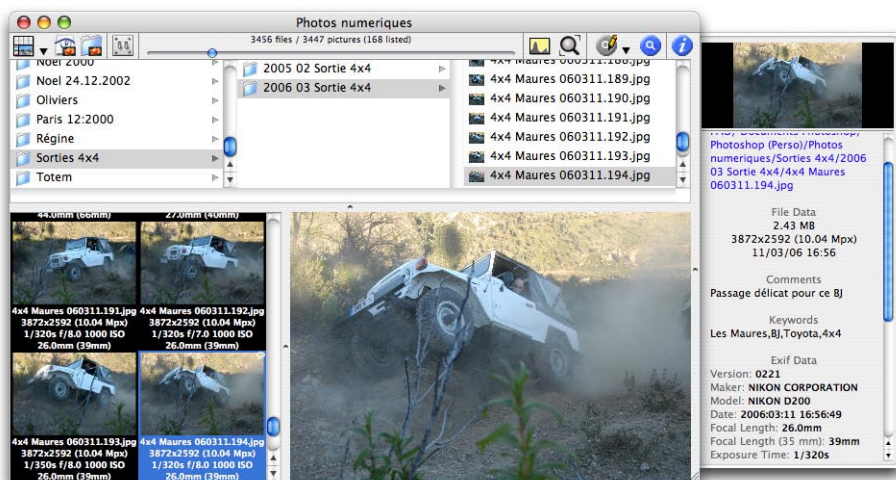 Photos numeriques
3456 files / 3447 pictures (168 listed)
Noel 2000
Noel 24.12.2002
Oliviers
Paris 12:2000
Régine
Sorties 4x4
Totem
2005 02 Sortie 4x4
2006 03 Sortie 4x4
4x4 Maures 060311.188.jpg
4x4 Maures 060311.189.jpg
4x4 Maures 060311.190.jpg
4x4 Maures 060311.191.jpg
4x4 Maures 060311.192.jpg
4x4 Maures 060311.193.jpg
4x4 Maures 060311.194.jpg
44.0mm (66mm)
27.0mm (40mm)
4x4 Maures 060311.191.jpg
3872x2592 (10.04 Mpx)
1/320s f/8.0 1000 ISO
26.0mm (39mm)
4x4 Maures 060311.192.jpg
3872x2592 (10.04 Mpx)
1/320s f/7.0 1000 ISO
26.0mm (39mm)
4x4 Maures 060311.193.jpg
3872x2592 (10.04 Mpx)
1/350s f/8.0 1000 ISO
26.0mm (39mm)
4x4 Maures 060311.194.jpg
3872x2592 (10.04 Mpx)
1/320s f/8.0 1000 ISO
26.0mm (39mm)
Documents Photoshop/
Photoshop (Perso)/Photos
numeriques/Sorties 4x4/2006
03 Sortie 4x4/4x4 Maures
060311.194.jpg
File Data
2.43 MB
3872x2592 (10.04 Mpx)
11/03/06 16:56
Comments
Passage délicat pour ce BJ
Keywords
Les Maures,BJ,Toyota,4x4
Exif Data
Version: 0221
Maker: NIKON CORPORATION
Model: NIKON D200
Date: 2006:03:11 16:56:49
Focal Length: 26.0mm
Focal Length (35 mm): 39mm
Exposure Time: 1/320s